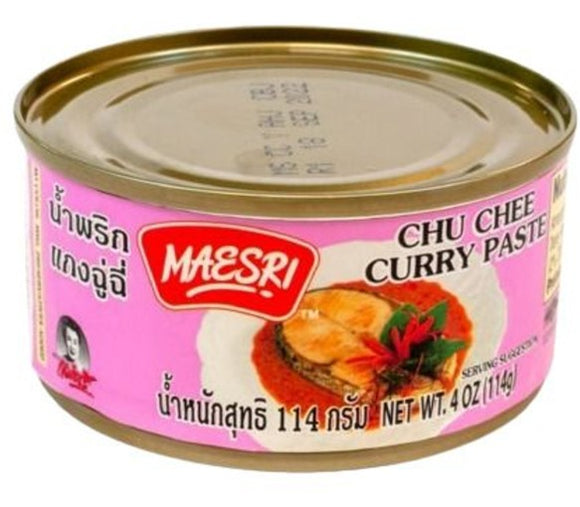 น้ำพริก
แกงฉู่ฉี่
MAESRI
TM
CHU CHEE
CURRY PASTE
SERVING SUGGESTION
น้ำหนักสุทธิ 114 กรัม NET WT. 4 OZ (114g)